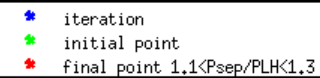 iteration
initial point
final point 1.1<Psep/PLH<1.3